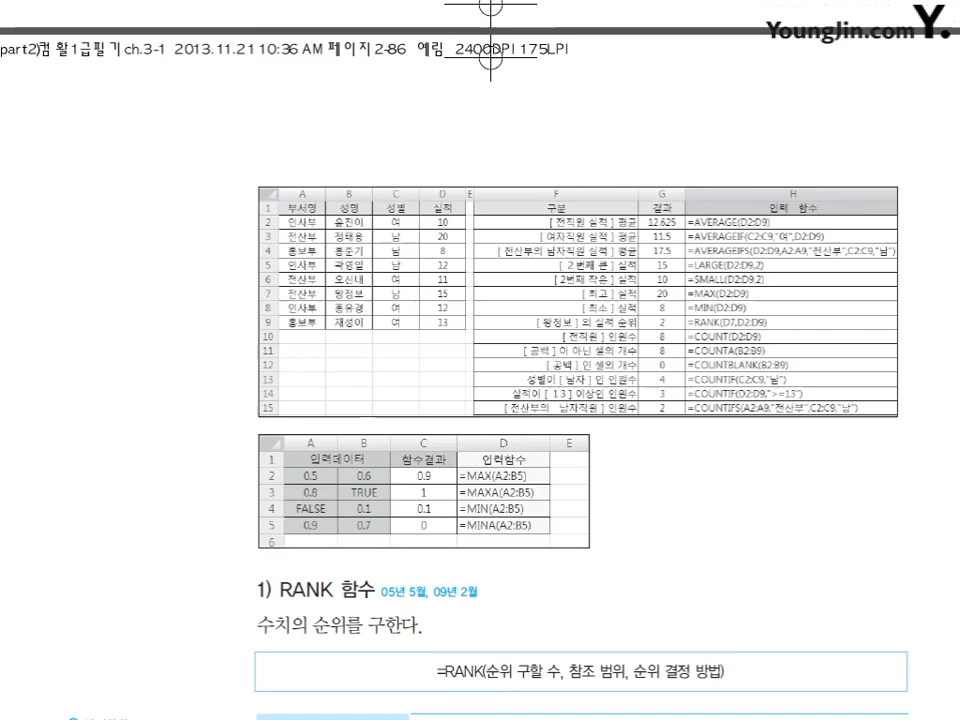 YoungJin.com Y.
part2)컴활1급필기ch.3-1 2013.11.21 10:36 AM 페이지2-86 예림 2400DPI 175LPI
A B C D E F G H
1 부서명 성명 성별 실적 구분 결과 입력 함수
2 인사부 윤진이 여 10 [ 전직원 실적 ] 평균 12.625 =AVERAGE(D2:D9)
3 전산부 정태웅 남 20 [ 여자직원 실적 ] 평균 11.5 =AVERAGEIF(C2:C9,"여",D2:D9)
4 홍보부 홍준기 남 8 [ 전산부의 남자직원 실적 ] 평균 17.5 =AVERAGEIFS(D2:D9,A2:A9,"전산부",C2:C9,"남")
5 인사부 곽영일 남 12 [ 2번째 큰 ] 실적 15 =LARGE(D2:D9,2)
6 전산부 오신내 여 11 [ 2번째 작은 ] 실적 10 =SMALL(D2:D9,2)
7 전산부 왕정보 남 15 [ 최고 ] 실적 20 =MAX(D2:D9)
8 인사부 홍유경 여 12 [ 최소 ] 실적 8 =MIN(D2:D9)
9 홍보부 재성이 여 13 [ 왕정보 ] 의 실적 순위 2 =RANK(D7,D2:D9)
10 [ 전직원 ] 인원수 8 =COUNT(D2:D9)
11 [ 공백 ] 이 아닌 셀의 개수 8 =COUNTA(B2:B9)
12 [ 공백 ] 인 셀의 개수 0 =COUNTBLANK(B2:B9)
13 성별이 [ 남자 ] 인 인원수 4 =COUNTIF(C2:C9,"남")
14 실적이 [ 13 ] 이상인 인원수 3 =COUNTIF(D2:D9,">=13")
15 [ 전산부의 남자직원 ] 인원수 2 =COUNTIFS(A2:A9,"전산부",C2:C9,"남")
A B C D E
1 입력데이터 함수결과 입력함수
2 0.5 0.6 0.9 =MAX(A2:B5)
3 0.8 TRUE 1 =MAXA(A2:B5)
4 FALSE 0.1 0.1 =MIN(A2:B5)
5 0.9 0.7 0 =MINA(A2:B5)
6
1) RANK 함수 05년 5월, 09년 2월
수치의 순위를 구한다.
=RANK(순위 구할 수, 참조 범위, 순위 결정 방법)